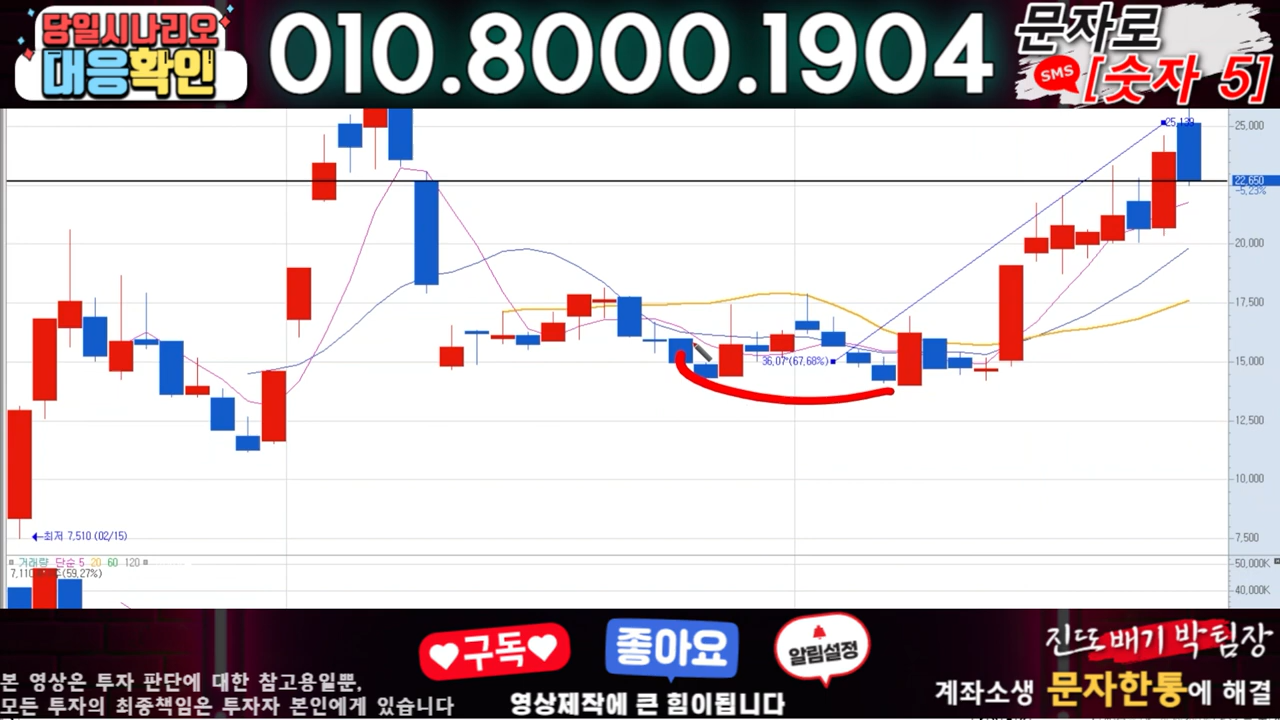 당일시나리오
대응확인
010.8000.1904
문자로
SMS
[숫자 5]
25,139
25,000
22,650
-5,23%
20,000
17,500
36,07*(67,68%)
15,000
12,500
10,000
최저 7,510 (02/15)
7,500
거래량 단순 5 20 60 120
(59,27%)
50,000K
40,000K
구독
좋아요
알림설정
진또배기 박팀장
본 영상은 투자 판단에 대한 참고용일뿐,
모든 투자의 최종책임은 투자자 본인에게 있습니다
영상제작에 큰 힘이됩니다
계좌소생 문자한통에 해결